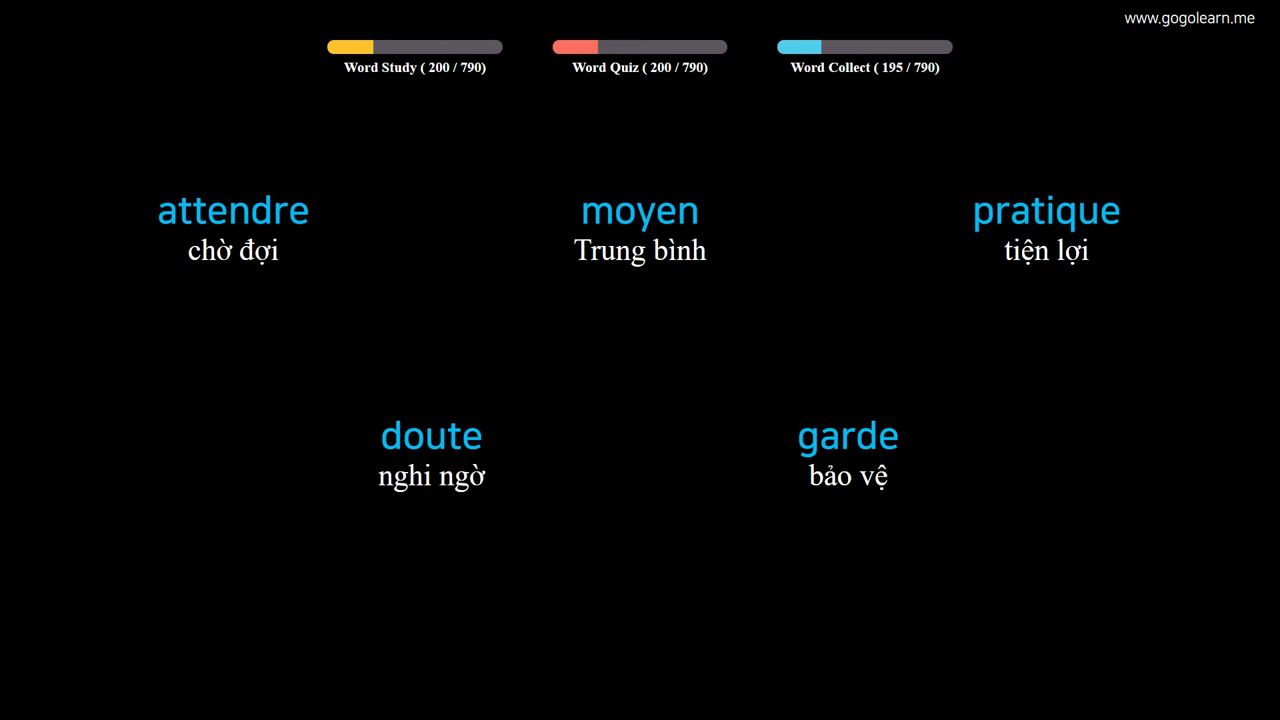 www.gogolearn.me
Word Study ( 200 / 790)
Word Quiz ( 200 / 790)
Word Collect ( 195 / 790)
attendre
chờ đợi
moyen
Trung bình
pratique
tiện lợi
doute
nghi ngờ
garde
bảo vệ